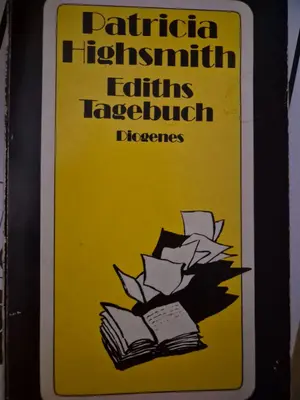 Patricia
Highsmith
Ediths
Tagebuch
Diogenes